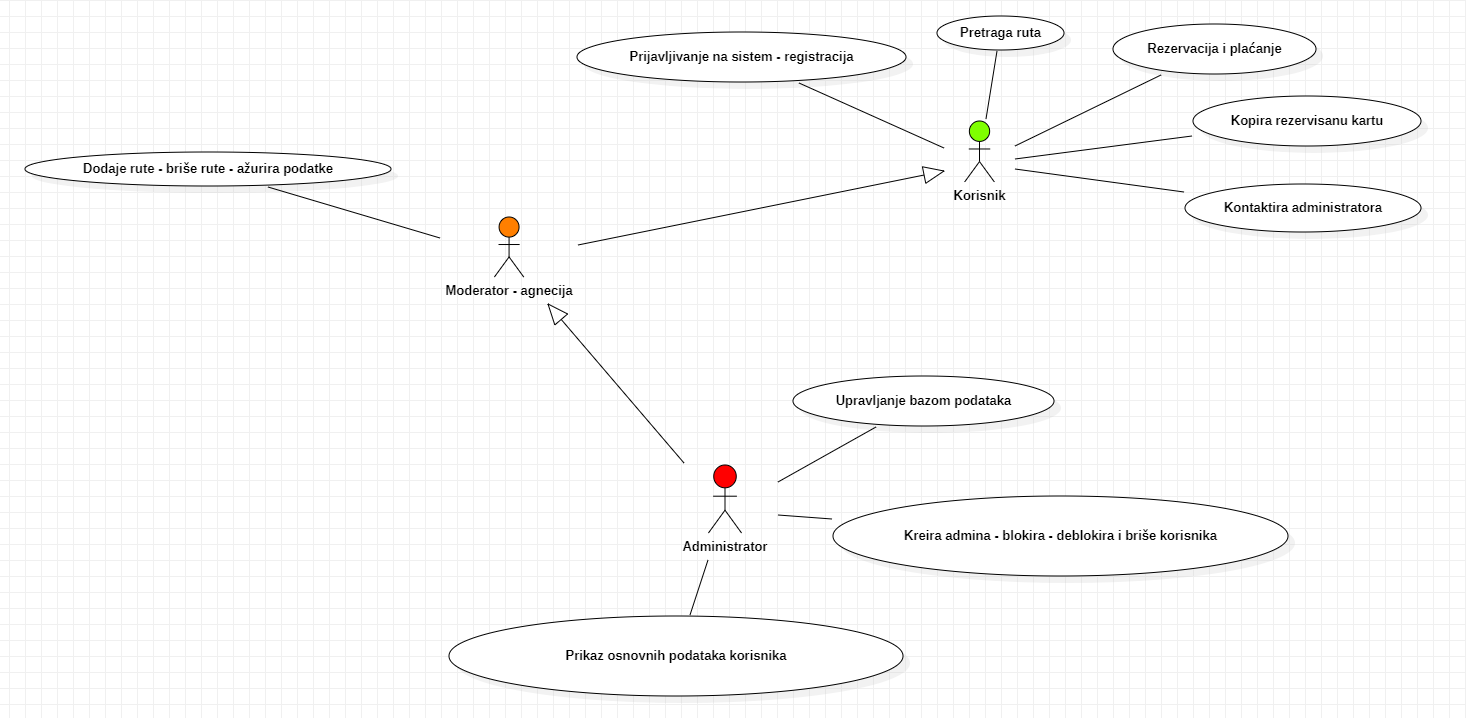 Pretraga ruta
Prijavljivanje na sistem - registracija
Rezervacija i plaćanje
Kopira rezervisanu kartu
Dodaje rute - briše rute - ažurira podatke
Korisnik
Kontaktira administratora
Moderator - agnecija
Upravljanje bazom podataka
Kreira admina - blokira - deblokira i briše korisnika
Administrator
Prikaz osnovnih podataka korisnika